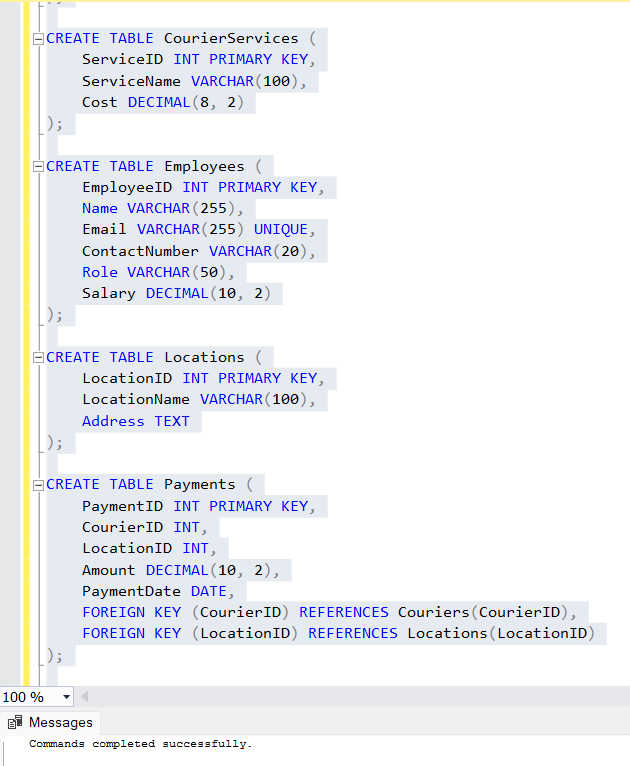 );
CREATE TABLE CourierServices (
    ServiceID INT PRIMARY KEY,
    ServiceName VARCHAR(100),
    Cost DECIMAL(8, 2)
);
CREATE TABLE Employees (
    EmployeeID INT PRIMARY KEY,
    Name VARCHAR(255),
    Email VARCHAR(255) UNIQUE,
    ContactNumber VARCHAR(20),
    Role VARCHAR(50),
    Salary DECIMAL(10, 2)
);
CREATE TABLE Locations (
    LocationID INT PRIMARY KEY,
    LocationName VARCHAR(100),
    Address TEXT
);
CREATE TABLE Payments (
    PaymentID INT PRIMARY KEY,
    CourierID INT,
    LocationID INT,
    Amount DECIMAL(10, 2),
    PaymentDate DATE,
    FOREIGN KEY (CourierID) REFERENCES Couriers(CourierID),
    FOREIGN KEY (LocationID) REFERENCES Locations(LocationID)
);
100 %
Messages
Commands completed successfully.